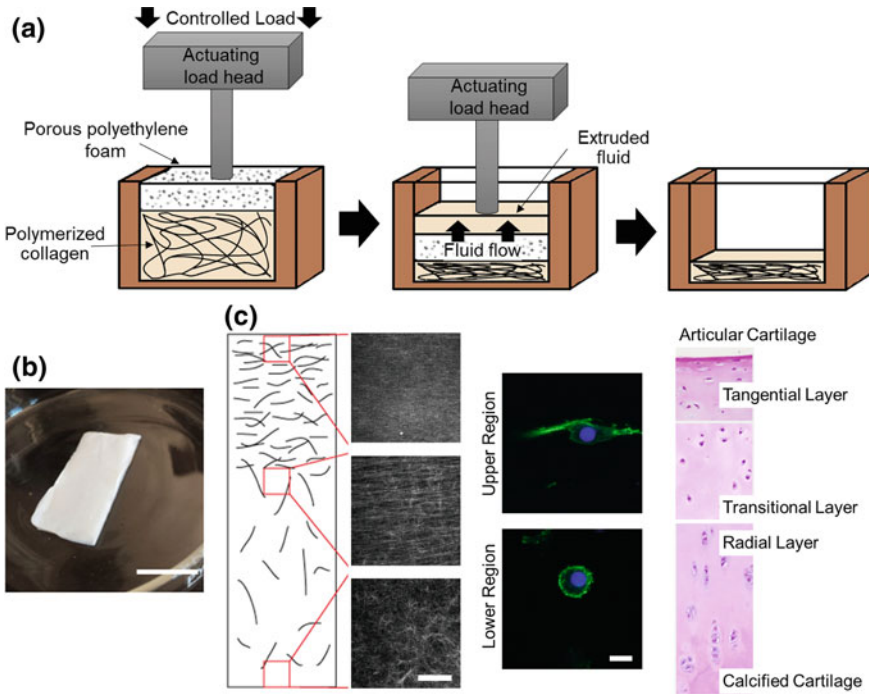 (a)
Controlled Load
Actuating
load head
Porous polyethylene
foam
Polymerized
collagen
Actuating
load head
Extruded
fluid
Fluid flow
(b)
(c)
Upper Region
Lower Region
Articular Cartilage
Tangential Layer
Transitional Layer
Radial Layer
Calcified Cartilage